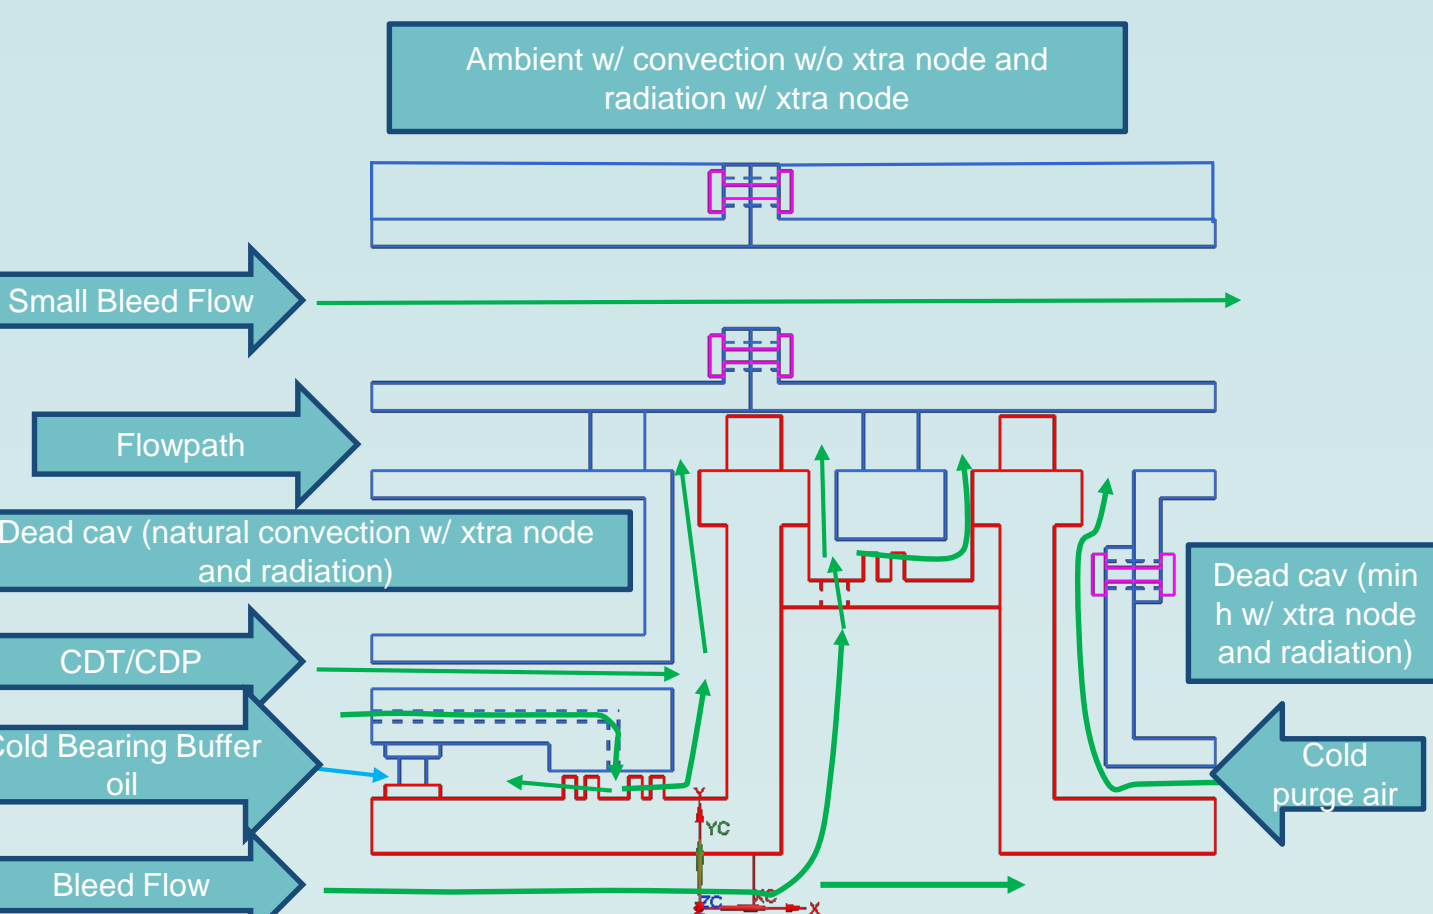 Ambient w/ convection w/o xtra node and
radiation w/ xtra node
Small Bleed Flow
Flowpath
Dead cav (natural convection w/ xtra node
and radiation)
CDT/CDP
Cold Bearing Buffer
oil
Bleed Flow
Dead cav (min
h w/ xtra node
and radiation)
Cold
purge air
Y
YC
ZC
XC
X